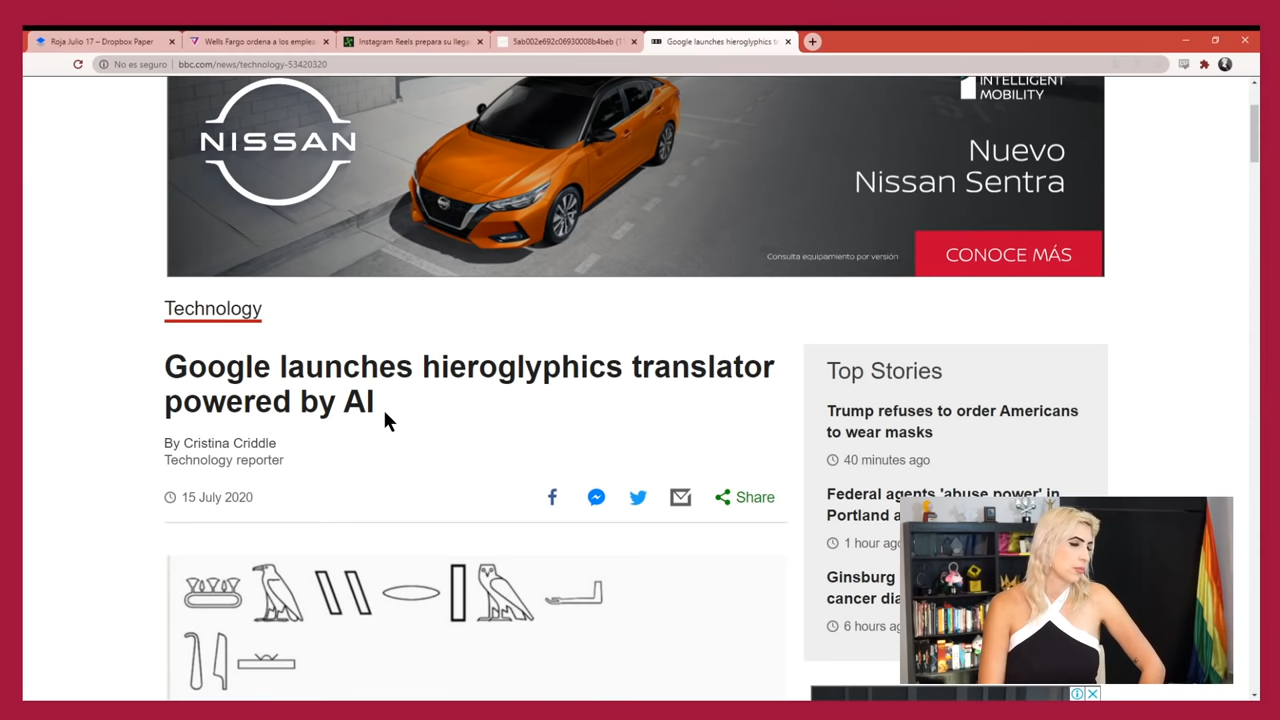 Roja Julio 17 – Dropbox Paper
Wells Fargo ordena a los emplea
Instagram Reels prepara su llega
5ab002e692c06930008b4beb (1
Google launches hieroglyphics tr
No es seguro
bbc.com/news/technology-53420320
NISSAN
INTELLIGENT
MOBILITY
Nuevo
Nissan Sentra
Consulta equipamiento por versión
CONOCE MÁS
Technology
Google launches hieroglyphics translator
powered by AI
By Cristina Criddle
Technology reporter
15 July 2020
Share
Top Stories
Trump refuses to order Americans
to wear masks
40 minutes ago
Federal agents 'abuse power' in
Portland a
1 hour ago
Ginsburg
cancer dia
6 hours ag